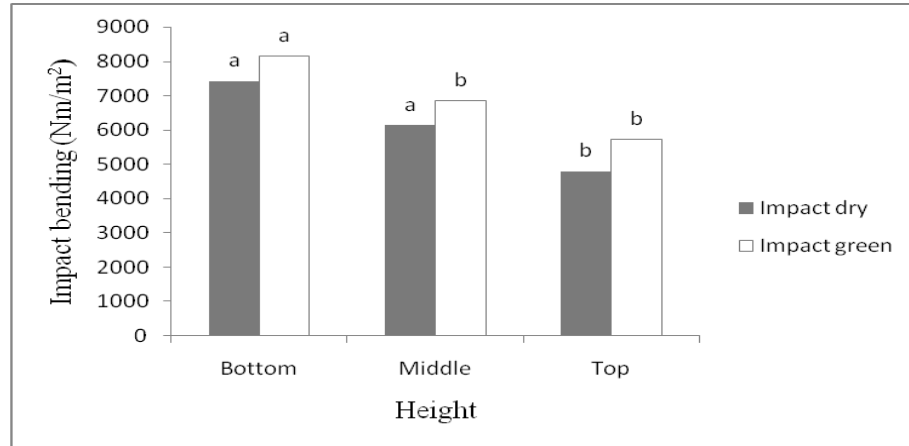 Impact bending (Nm/m²)
9000
8000
7000
6000
5000
4000
3000
2000
1000
0
a
a
a
b
b
b
Bottom
Middle
Top
Height
Impact dry
Impact green